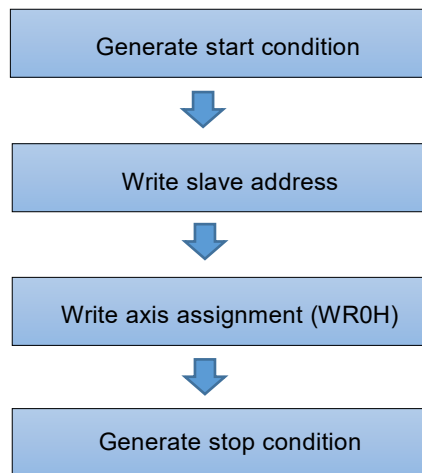 Generate start condition
Write slave address
Write axis assignment (WR0H)
Generate stop condition